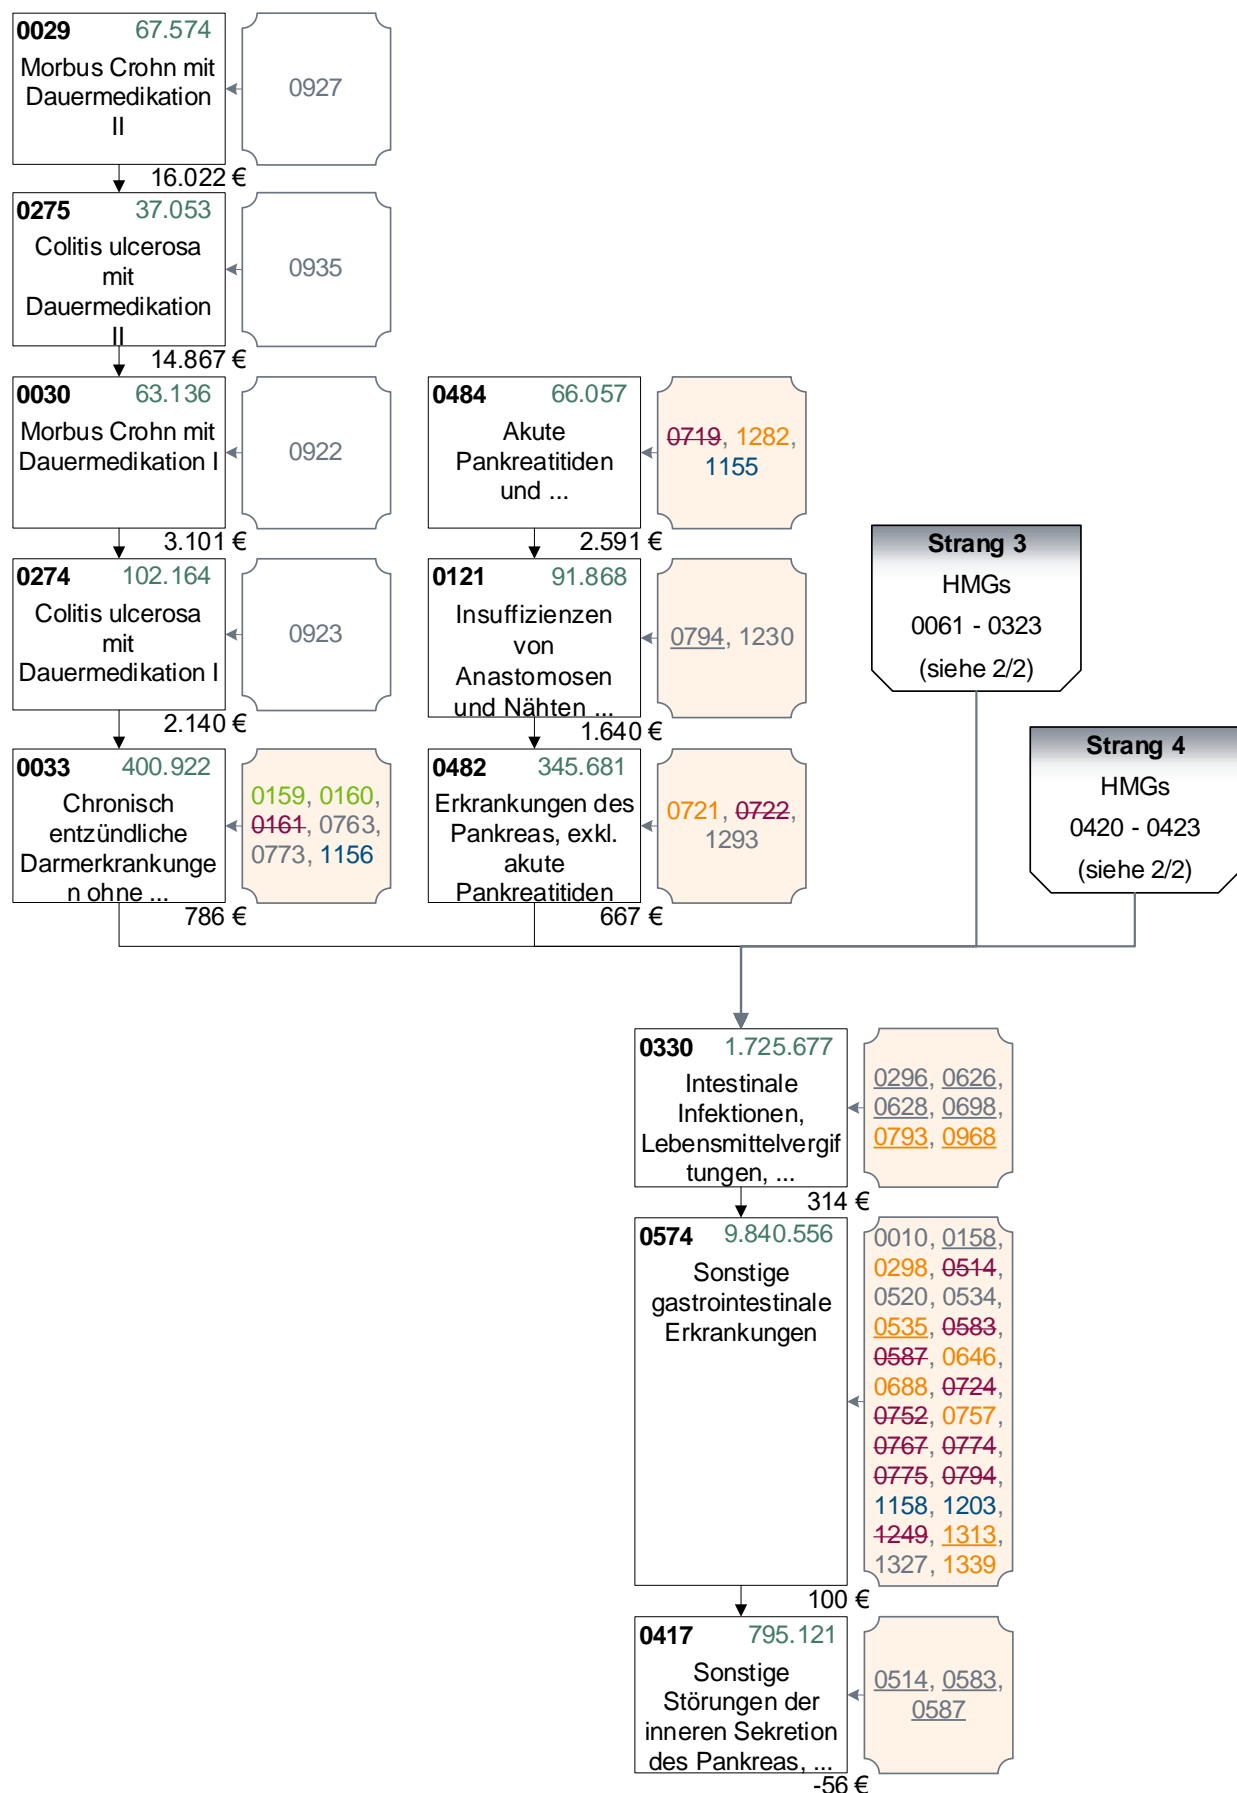 0029 67.574
Morbus Crohn mit
Dauermedikation
II
0927
16.022 €
0275 37.053
Colitis ulcerosa
mit
Dauermedikation
II
0935
14.867 €
0030 63.136
Morbus Crohn mit
Dauermedikation I
0922
3.101 €
0274 102.164
Colitis ulcerosa
mit
Dauermedikation I
0923
2.140 €
0033 400.922
Chronisch
entzündliche
Darmerkrankunge
n ohne ...
0159, 0160,
0161, 0763,
0773, 1156
786 €
0484 66.057
Akute
Pankreatitiden
und ...
0719, 1282,
1155
2.591 €
0121 91.868
Insuffizienzen
von
Anastomosen
und Nähten ...
0794, 1230
1.640 €
0482 345.681
Erkrankungen des
Pankreas, exkl.
akute
Pankreatitiden
0721, 0722,
1293
667 €
Strang 3
HMGs
0061 - 0323
(siehe 2/2)
Strang 4
HMGs
0420 - 0423
(siehe 2/2)
0330 1.725.677
Intestinale
Infektionen,
Lebensmittelvergif
tungen, ...
0296, 0626,
0628, 0698,
0793, 0968
314 €
0574 9.840.556
Sonstige
gastrointestinale
Erkrankungen
0010, 0158,
0298, 0514,
0520, 0534,
0535, 0583,
0587, 0646,
0688, 0724,
0752, 0757,
0767, 0774,
0775, 0794,
1158, 1203,
1249, 1313,
1327, 1339
100 €
0417 795.121
Sonstige
Störungen der
inneren Sekretion
des Pankreas, ...
0514, 0583,
0587
-56 €